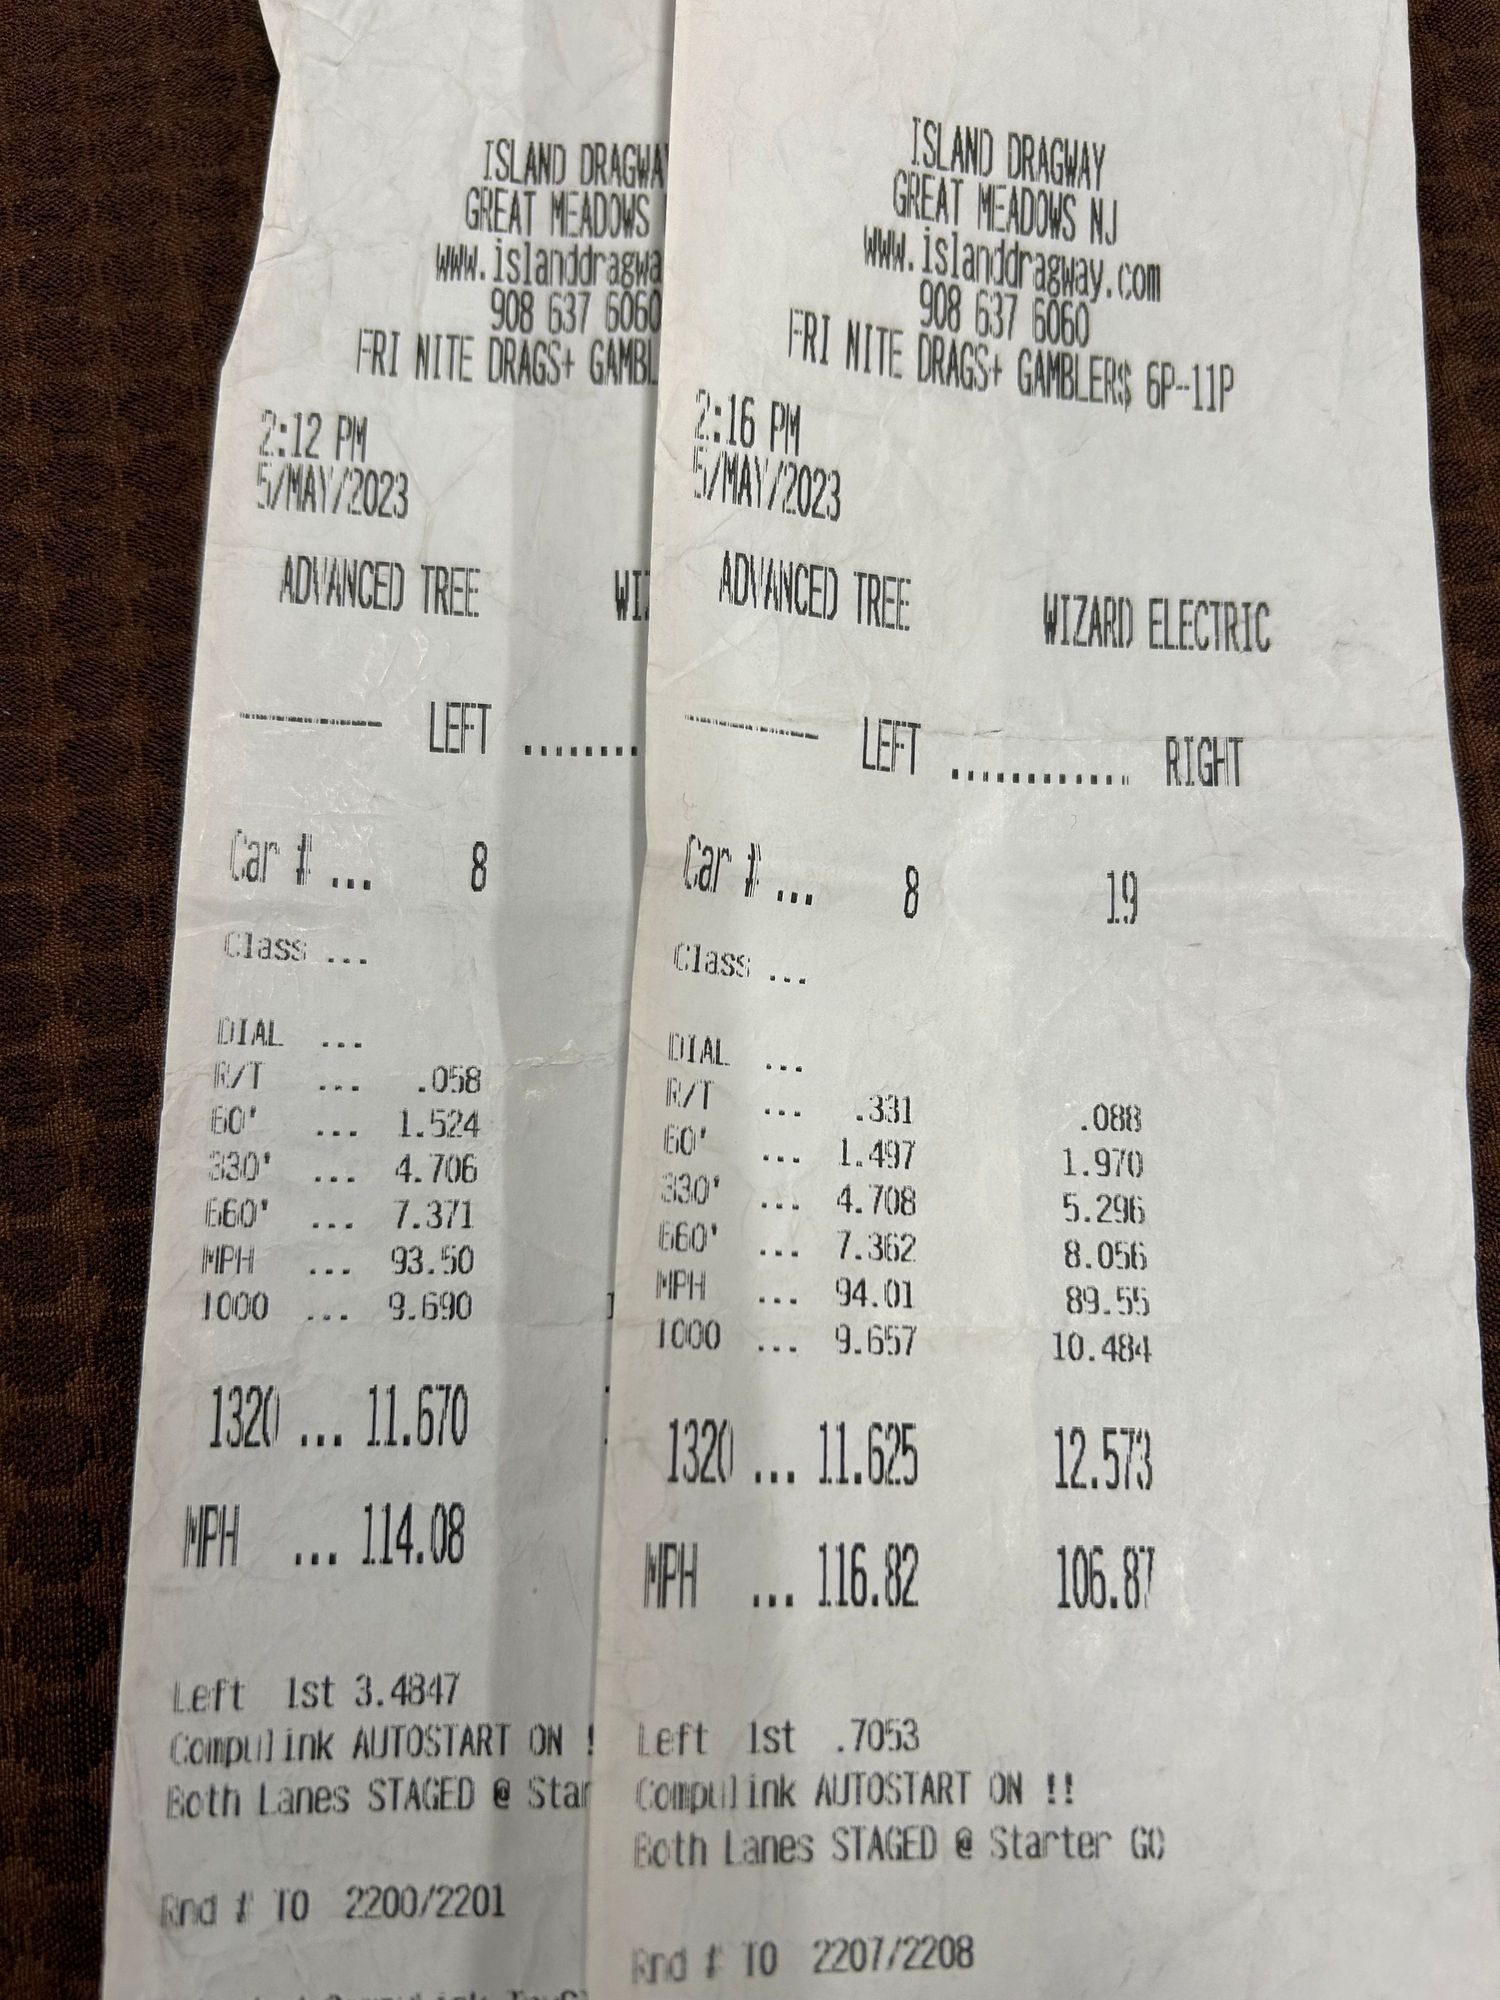 ISLAND DRAGWA
GREAT MEADOWS
www.islanddragwa
908 637 6060
FRI NITE DRAGS+ GAMBL
2:12 PM
5/MAY/2023
ADVANCED TREE WI
LEFT ........
Car # ... 8
Class ...
DIAL ...
R/T ... .058
60' ... 1.524
330' ... 4.706
660' ... 7.371
MPH ... 93.50
1000 ... 9.690
1320 ... 11.670
MPH ... 114.08
Left 1st 3.4847
Compulink AUTOSTART ON !
Both Lanes STAGED @ Star
Rnd # TO 2200/2201
ISLAND DRAGWAY
GREAT MEADOWS NJ
www.islanddragway.com
908 637 6060
FRI NITE DRAGS+ GAMBLER$ 6P-11P
2:16 PM
5/MAY/2023
ADVANCED TREE WIZARD ELECTRIC
LEFT ............ RIGHT
Car # ... 8 19
Class ...
DIAL ...
R/T ... .331 .088
60' ... 1.497 1.970
330' ... 4.708 5.296
660' ... 7.362 8.056
MPH ... 94.01 89.55
1000 ... 9.657 10.484
1320 ... 11.625 12.573
MPH ... 116.82 106.87
Left 1st .7053
Compulink AUTOSTART ON !!
Both Lanes STAGED @ Starter GO
Rnd # TO 2207/2208